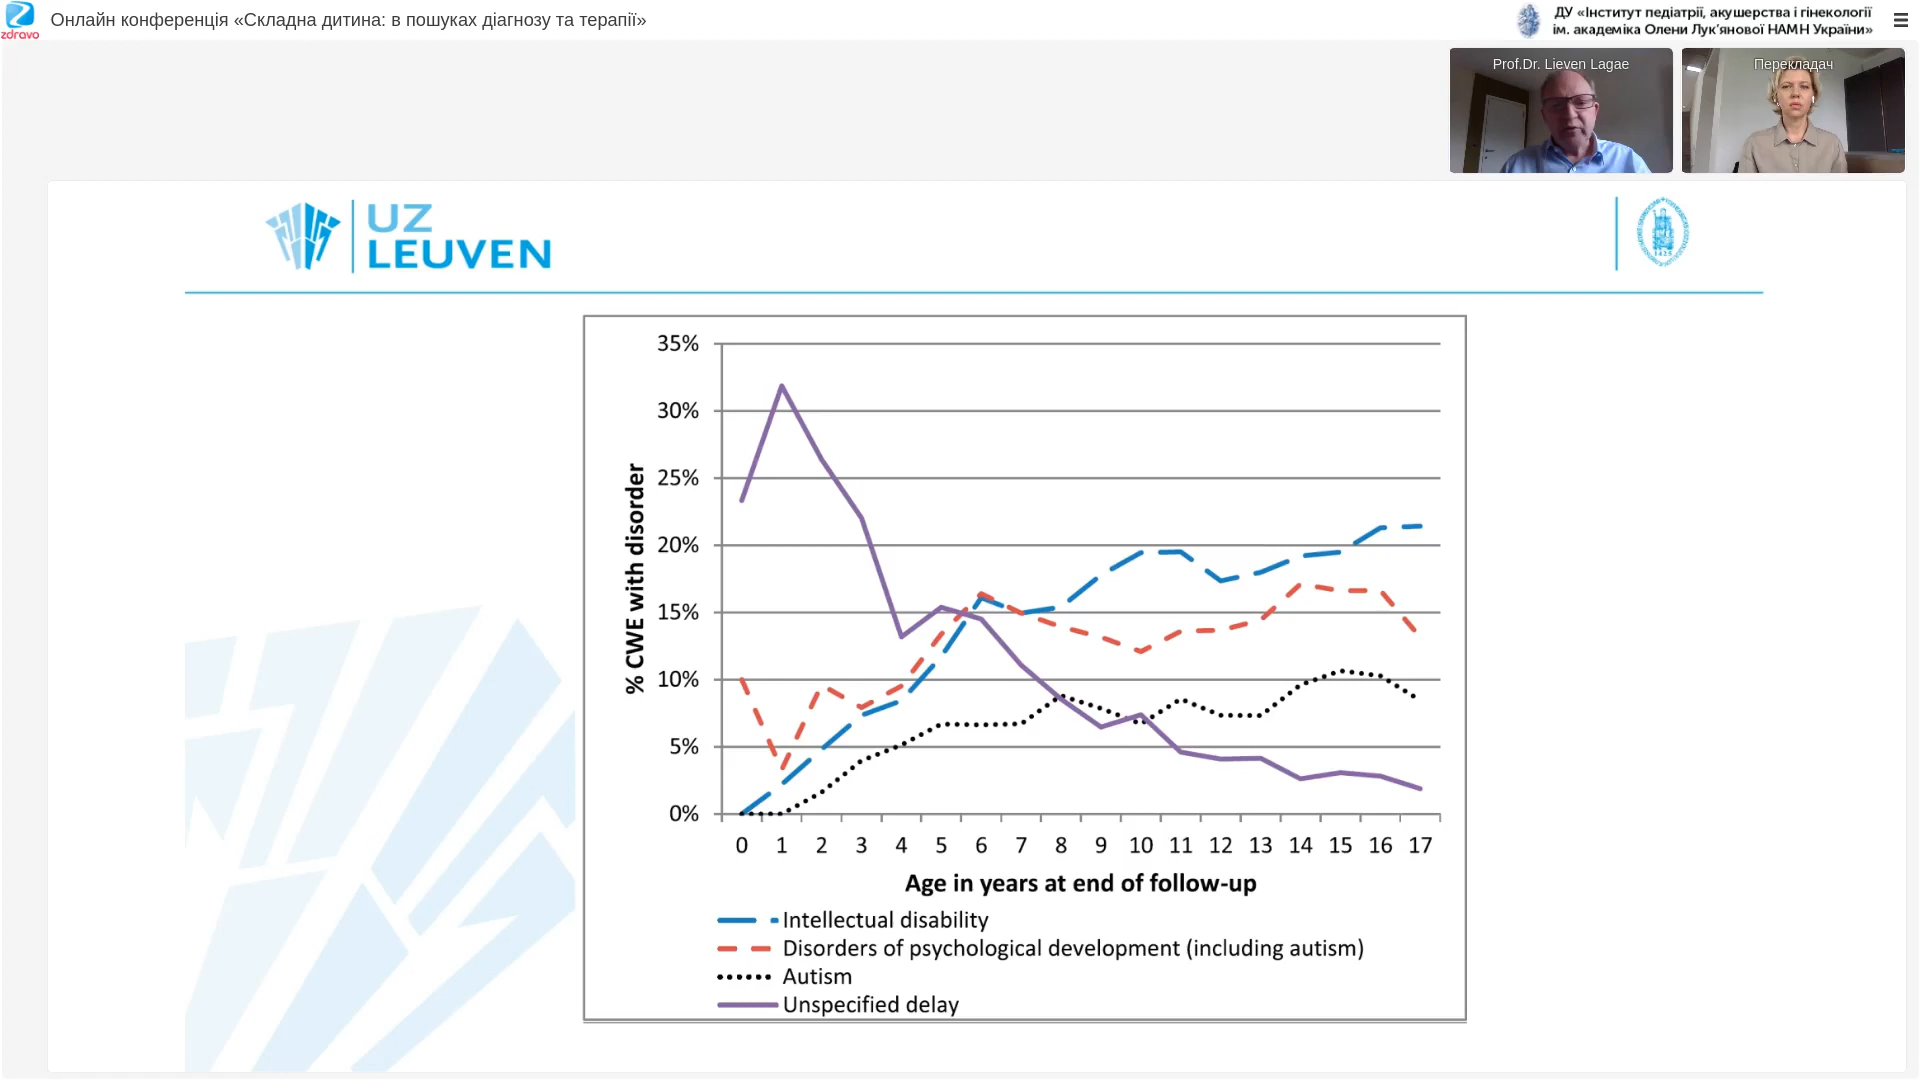 zdravo
Онлайн конференція «Складна дитина: в пошуках діагнозу та терапії»
ДУ «Інститут педіатрії, акушерства і гінекології
ім. академіка Олени Лук’янової НАМН України»
Prof.Dr. Lieven Lagae
Перекладач
UZ
LEUVEN
1425
% CWE with disorder
35%
30%
25%
20%
15%
10%
5%
0%
0 1 2 3 4 5 6 7 8 9 10 11 12 13 14 15 16 17
Age in years at end of follow-up
Intellectual disability
Disorders of psychological development (including autism)
Autism
Unspecified delay